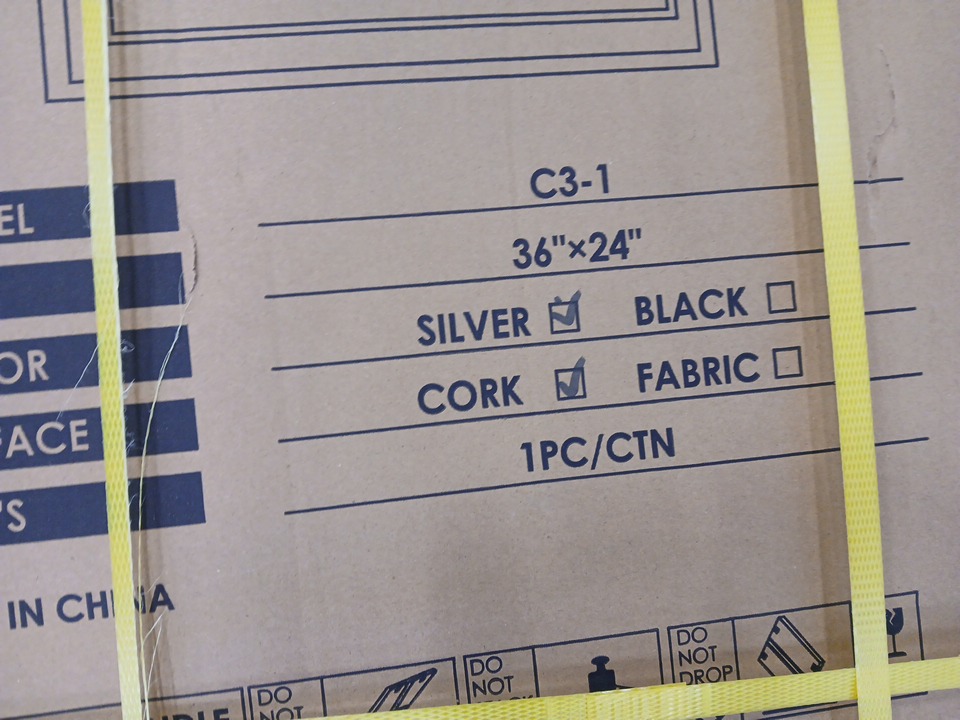 EL C3-1
36"×24"
OR SILVER ☑ BLACK ☐
FACE CORK ☑ FABRIC ☐
'S 1PC/CTN
IN CHINA
DO NOT
DO NOT
DO NOT DROP